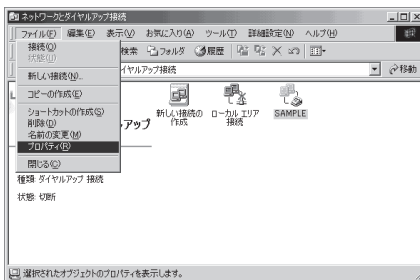 ネットワークとダイヤルアップ接続
ファイル(F) 編集(E) 表示(V) お気に入り(A) ツール(T) 詳細設定(N) ヘルプ(H)
接続(O)
状態(U)
検索 フォルダ 履歴
イヤルアップ接続 移動
新しい接続(N)...
コピーの作成(E)
ショートカットの作成(S)
削除(D)
名前の変更(M)
プロパティ(R)
閉じる(C)
アップ
新しい接続の作成
ローカル エリア接続
SAMPLE
種類: ダイヤルアップ 接続
状態: 切断
選択されたオブジェクトのプロパティを表示します。